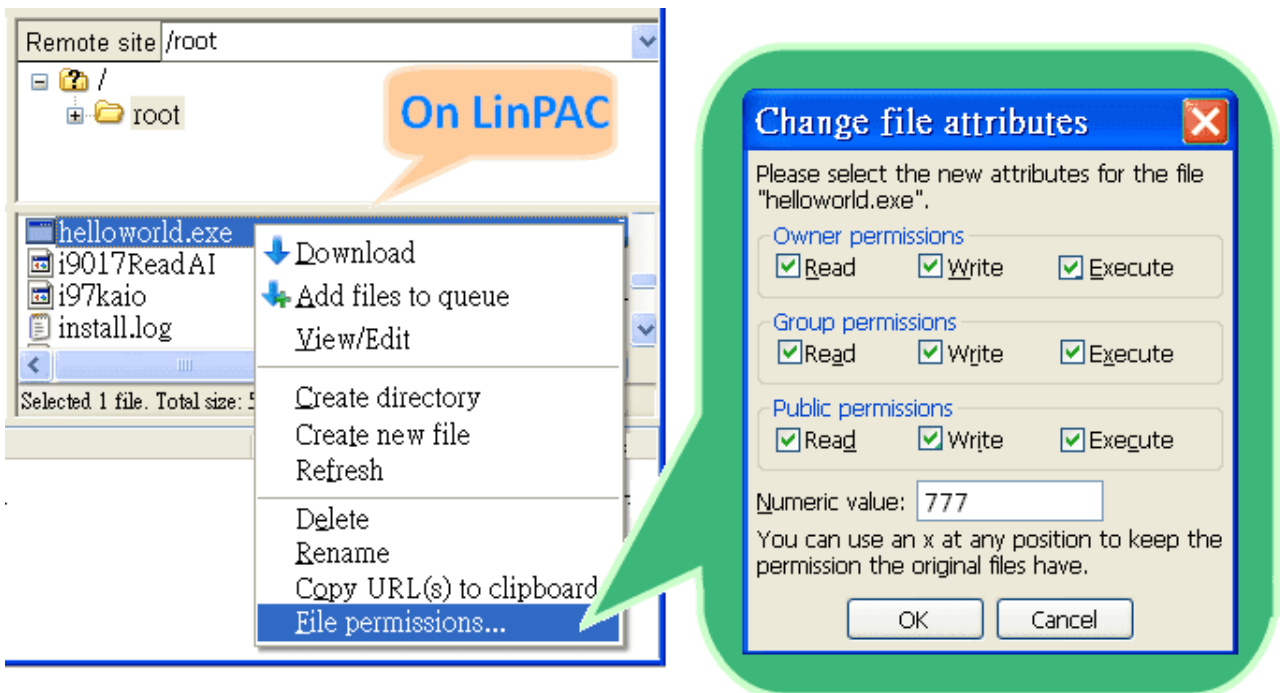 Remote site /root
/
root
On LinPAC
helloworld.exe
i9017ReadAI
i97kaio
install.log
Selected 1 file. Total size:
Download
Add files to queue
View/Edit
Create directory
Create new file
Refresh
Delete
Rename
Copy URL(s) to clipboard
File permissions...
Change file attributes
Please select the new attributes for the file
"helloworld.exe".
Owner permissions
Read Write Execute
Group permissions
Read Write Execute
Public permissions
Read Write Execute
Numeric value: 777
You can use an x at any position to keep the
permission the original files have.
OK Cancel